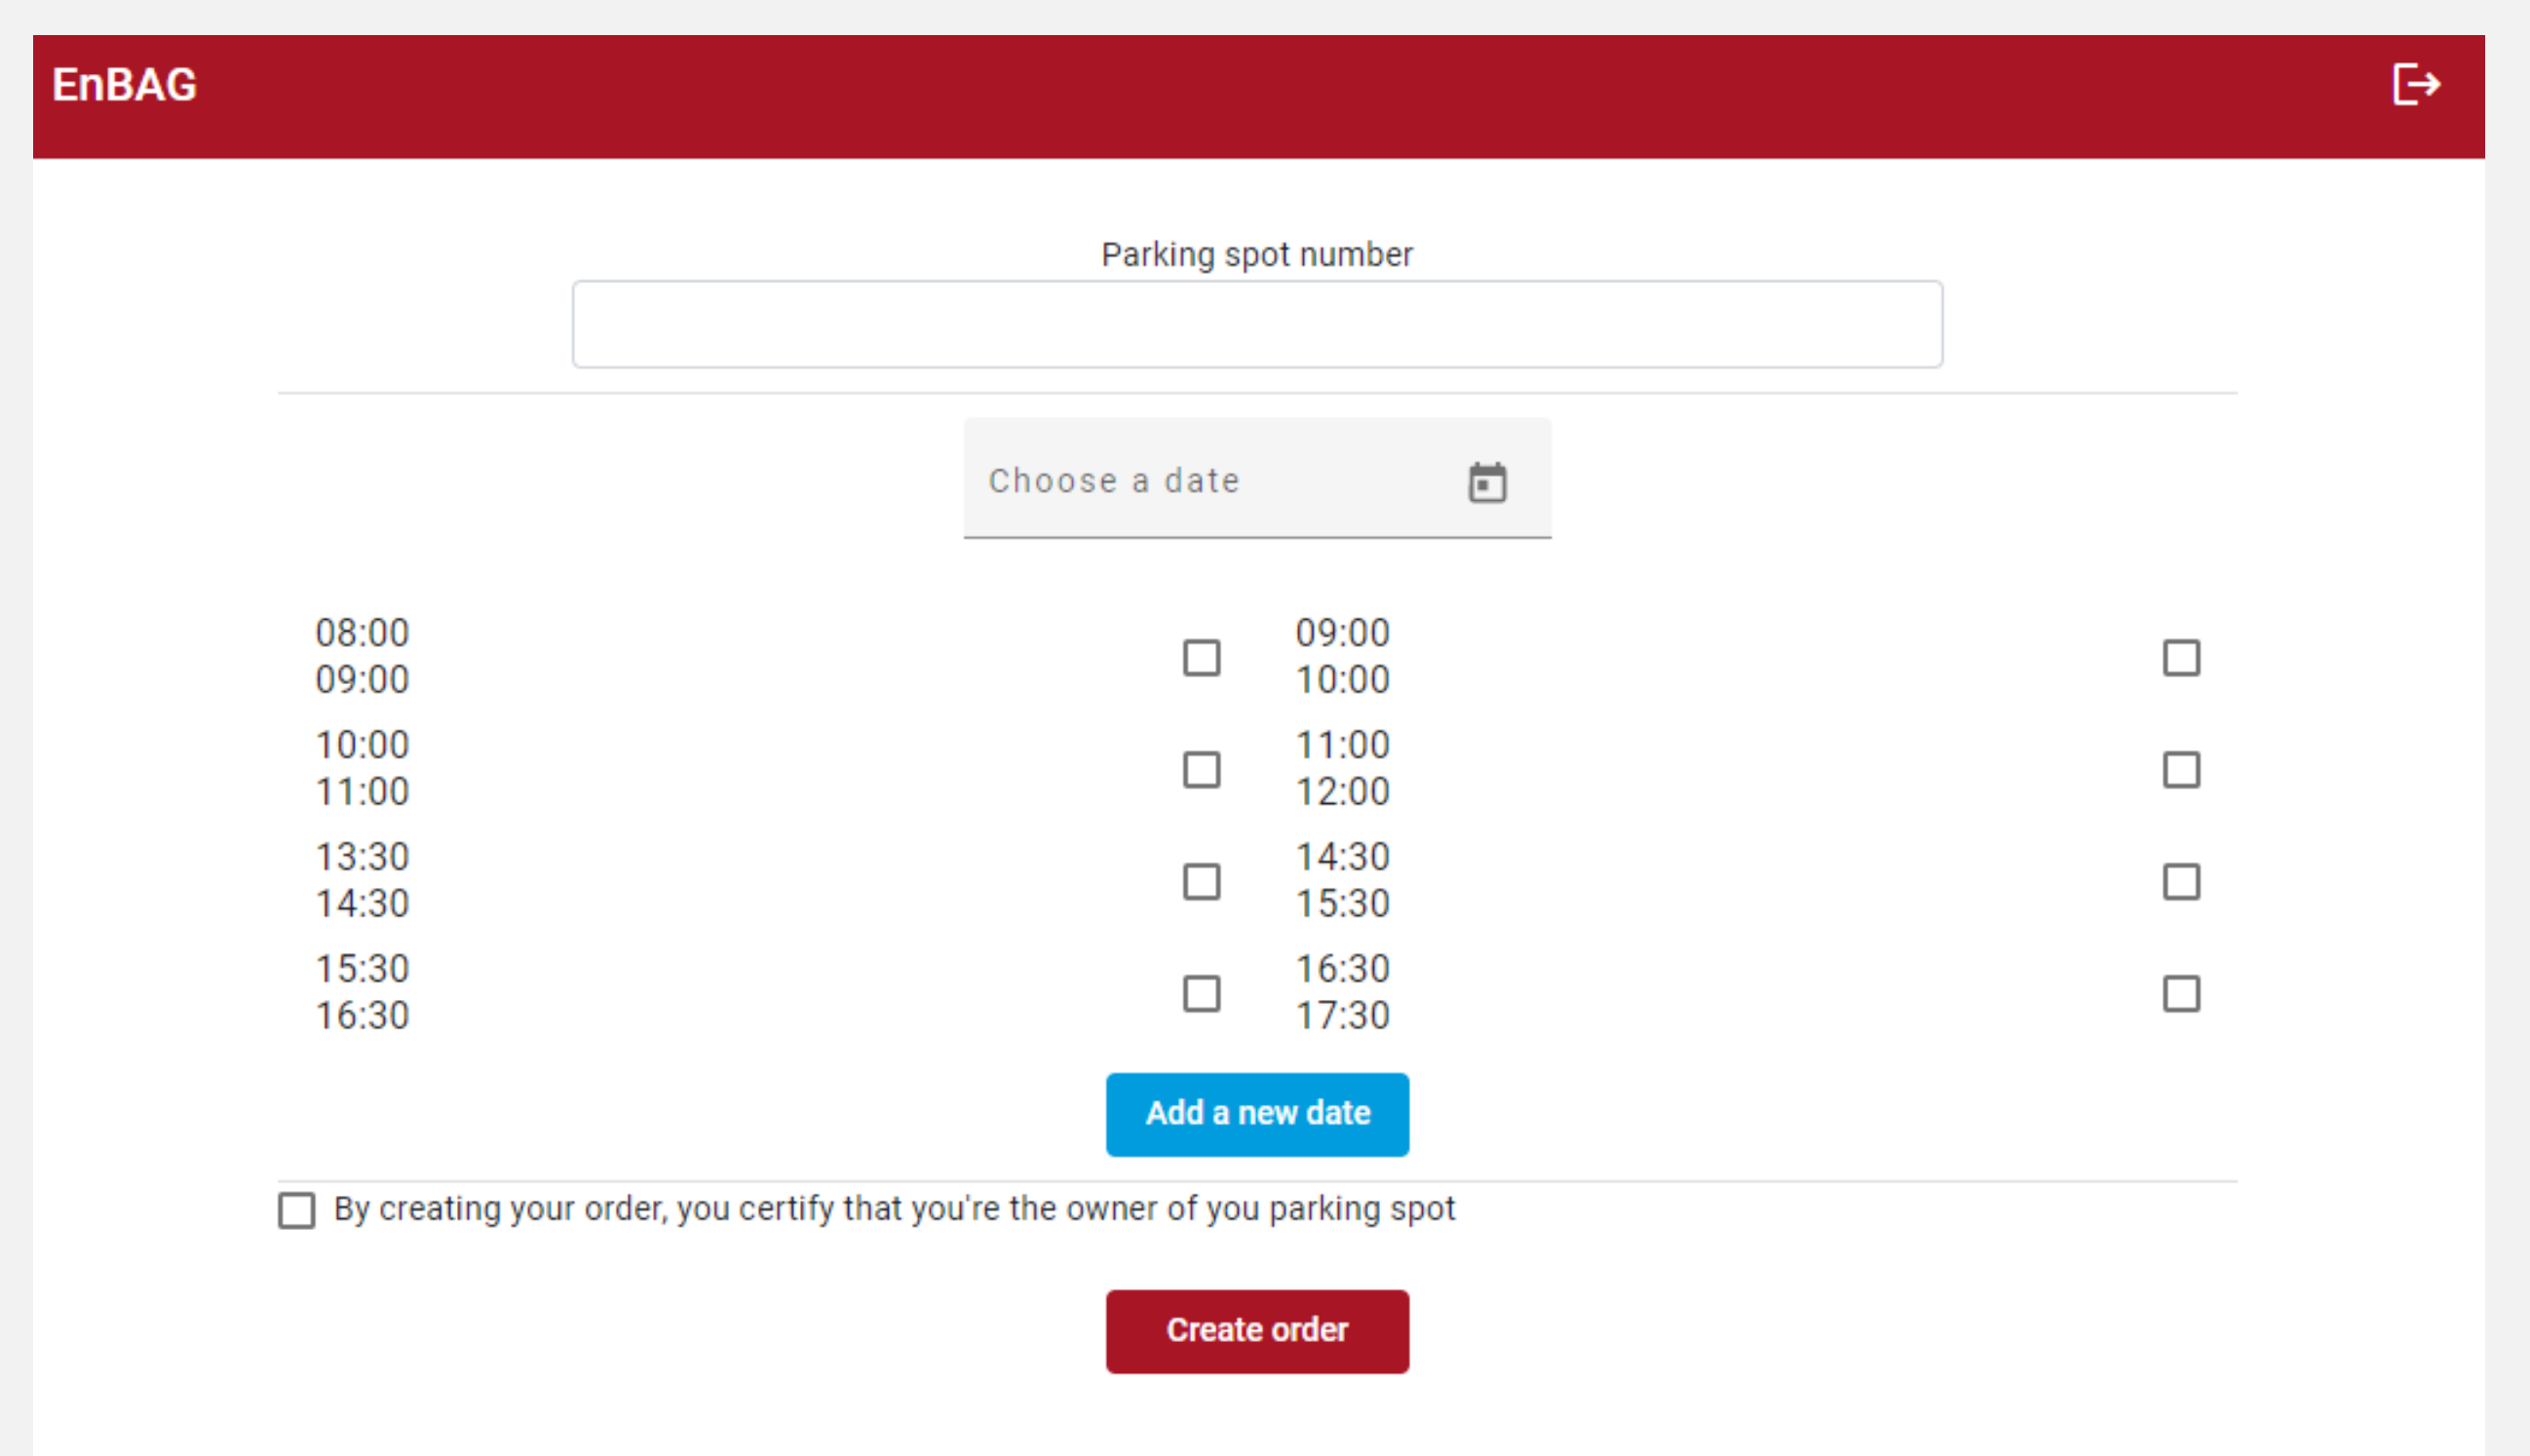 EnBAG
Parking spot number
Choose a date
08:00
09:00
09:00
10:00
10:00
11:00
11:00
12:00
13:30
14:30
14:30
15:30
15:30
16:30
16:30
17:30
Add a new date
By creating your order, you certify that you're the owner of you parking spot
Create order